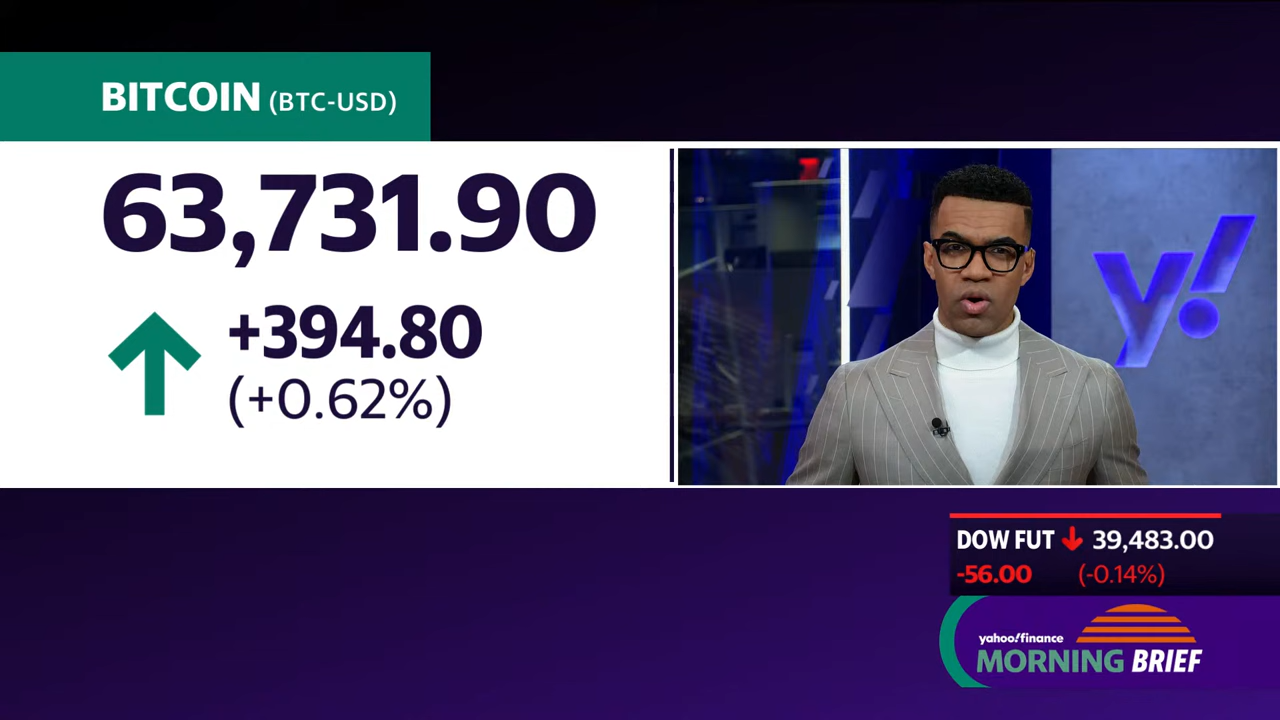 BITCOIN (BTC-USD)
63,731.90
+394.80
(+0.62%)
y!
DOW FUT 39,483.00
-56.00 (-0.14%)
yahoo!finance
MORNING BRIEF